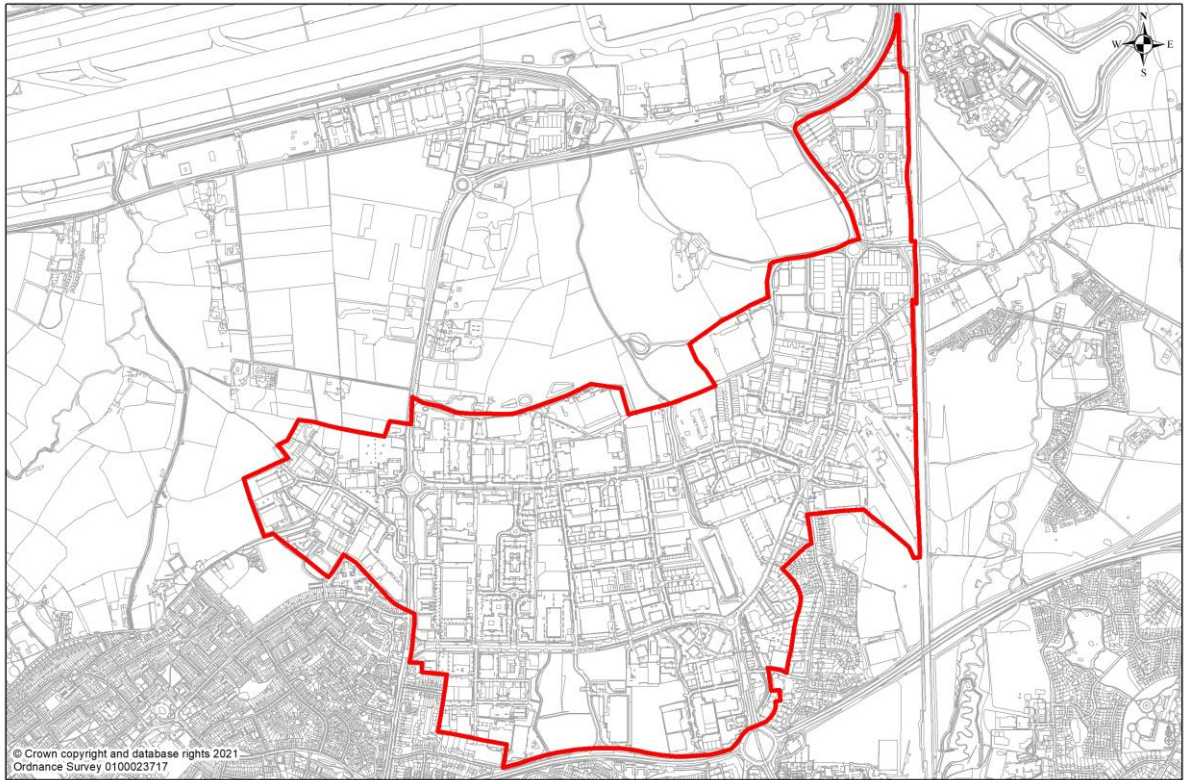 N
W E
S
© Crown copyright and database rights 2021
Ordnance Survey 0100023717